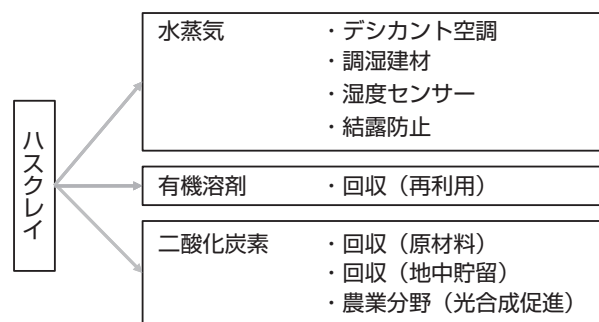 ハスクレイ
水蒸気 ・デシカント空調
・調湿建材
・湿度センサー
・結露防止
有機溶剤 ・回収（再利用）
二酸化炭素 ・回収（原材料）
・回収（地中貯留）
・農業分野（光合成促進）